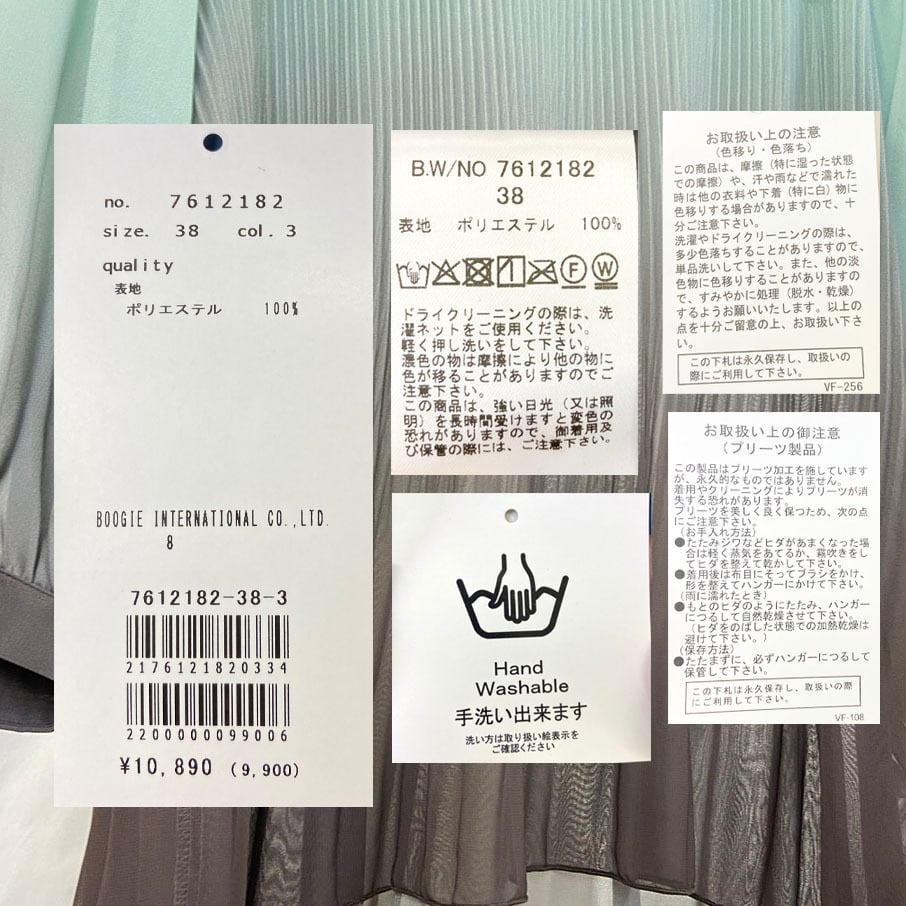 no. 7612182
size. 38 col. 3
quality
表地
ポリエステル 100%
BOOGIE INTERNATIONAL CO.,LTD.
8
7612182-38-3
2176121820334
2200000099006
¥10,890 (9,900)
B.W/NO 7612182
38
表地 ポリエステル 100%
F W
ドライクリーニングの際は、洗
濯ネットをご使用ください。
軽く押し洗いをして下さい。
濃色の物は摩擦により他の物に
色が移ることがありますのでご
注意下さい。
この商品は、強い日光(又は照
明)を長時間受けますと変色の
恐れがありますので、御着用及
び保管の際には、ご注意下さい。
Hand
Washable
手洗い出来ます
洗い方は取り扱い絵表示を
ご確認ください
お取扱い上の注意
(色移り・色落ち)
この商品は、摩擦(特に湿った状態
での摩擦)や、汗や雨などで濡れた
時は他の衣料や下着(特に白)物に
色移りする場合がありますので、十
分ご注意下さい。
洗濯やドライクリーニングの際は、
多少色落ちすることがありますので、
単品洗いして下さい。また、他の淡
色物に色移りすることがありますの
で、すみやかに処理(脱水・乾燥)
するようお願いいたします。以上の
点を十分ご留意の上、お取扱い下さ
い。
この下札は永久保存し、取扱いの
際にご利用して下さい。
VF-256
お取扱い上の御注意
(プリーツ製品)
この製品はプリーツ加工を施しています
が、永久的なものではありません。
着用やクリーニングによりプリーツが消
失する恐れがあります。
プリーツを美しく良く保つため、次の点
にご注意下さい。
(お手入れ方法)
●たたみジワなどヒダがあまくなった場
合は軽く蒸気をあてるか、霧吹きをし
てヒダを整えて乾かして下さい。
●着用後は布目にそってブラシをかけ、
形を整えてハンガーにかけて下さい。
(雨に濡れたとき)
●もとのヒダのようにたたみ、ハンガー
につるして自然乾燥させて下さい。
(ヒダをのばした状態での加熱乾燥は
避けて下さい。)
(保存方法)
●たたまずに、必ずハンガーにつるして
保管して下さい。
この下札は永久保存し、取扱いの際
にご利用して下さい。
VF-108